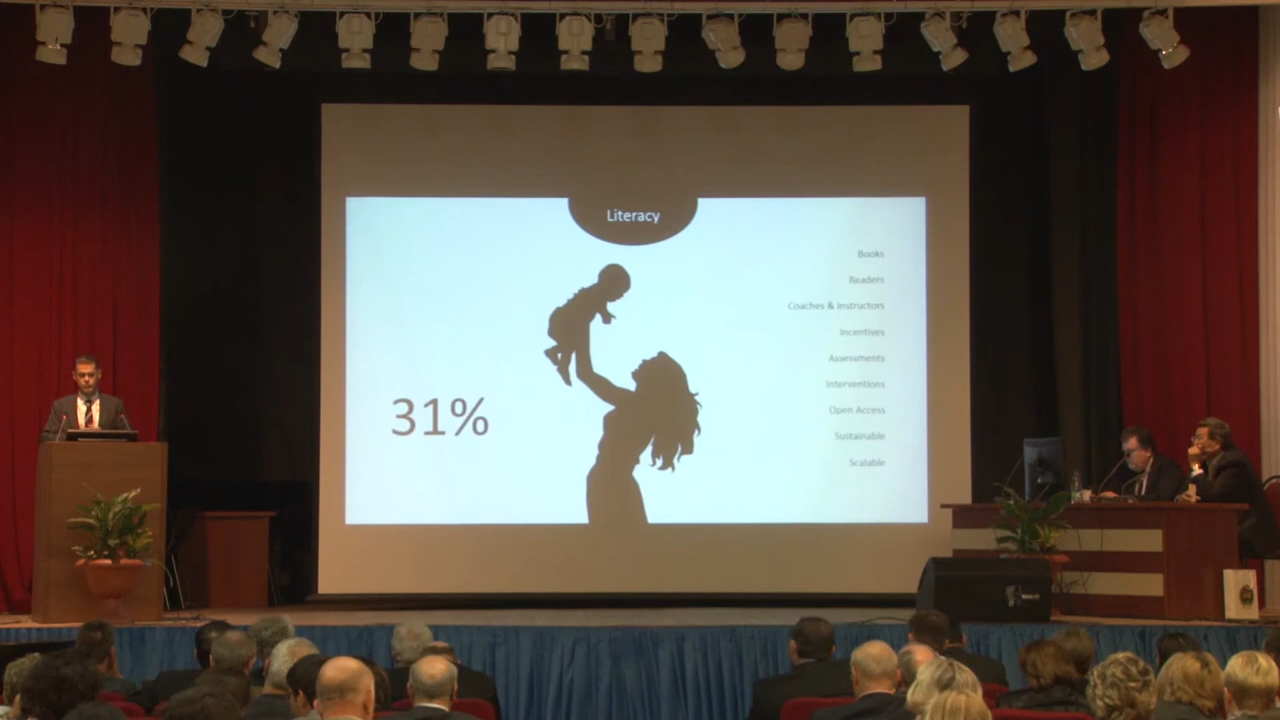 Literacy
31%
Books
Readers
Coaches & Instructors
Incentives
Assessments
Interventions
Open Access
Sustainable
Scalable